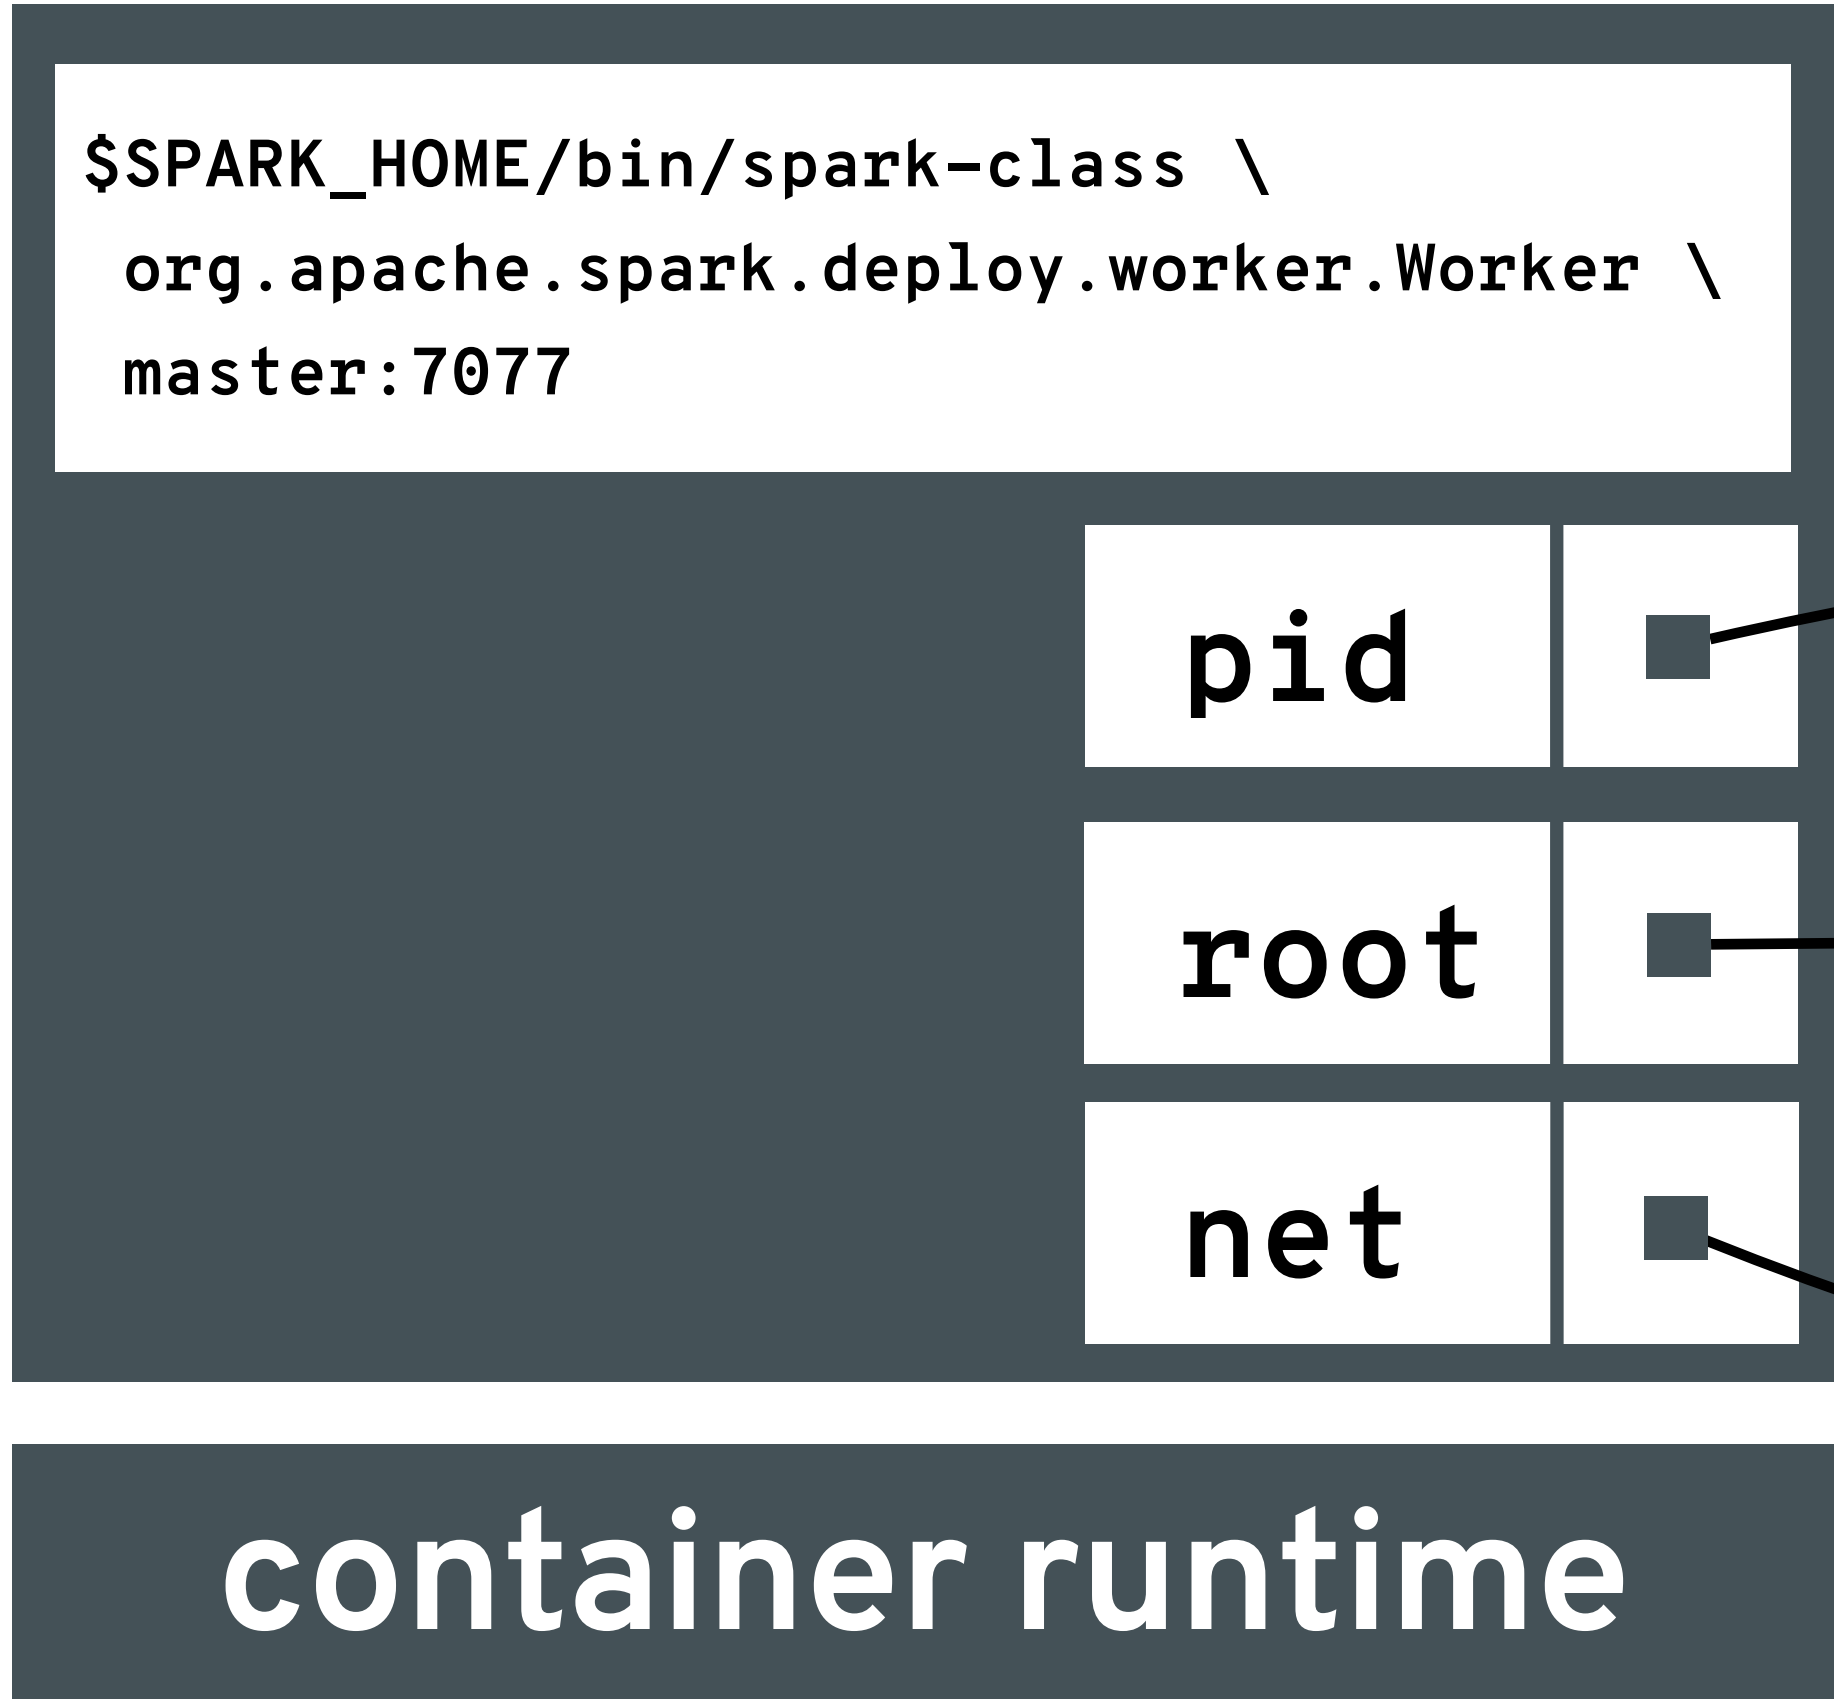 $SPARK_HOME/bin/spark-class \
org.apache.spark.deploy.worker.Worker \
master:7077
pid
root
net
container runtime